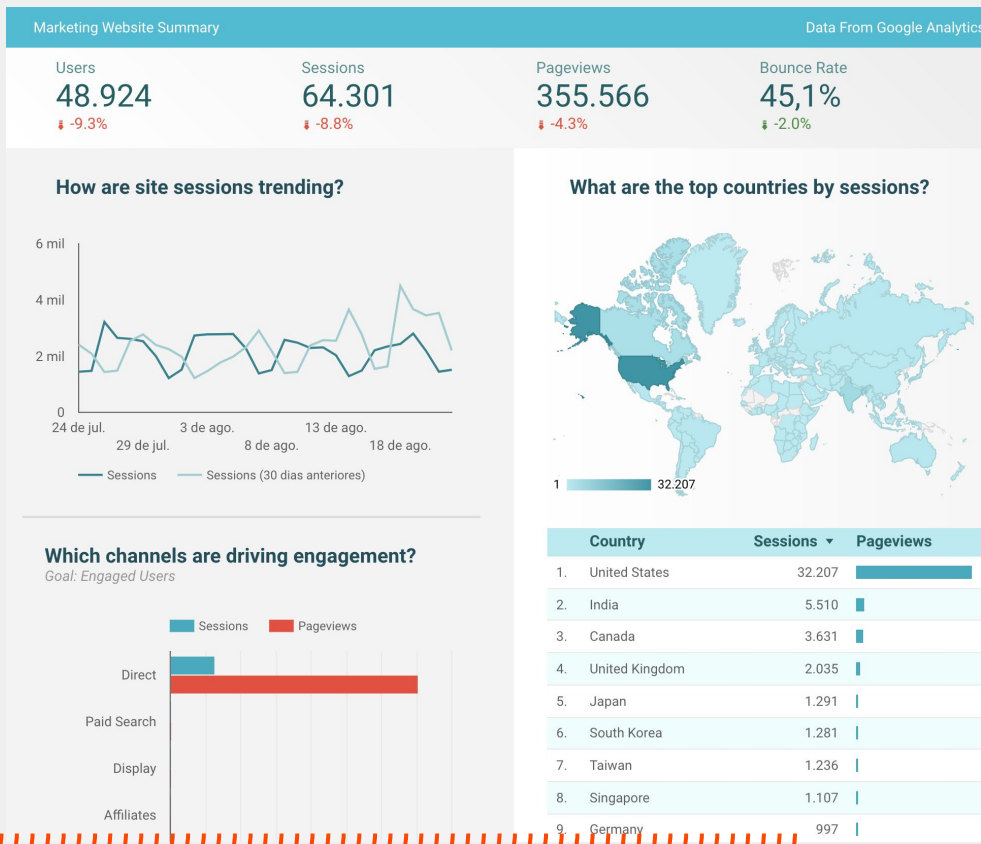 Marketing Website Summary
Data From Google Analytics
Users
48.924
-9.3%
Sessions
64.301
-8.8%
Pageviews
355.566
-4.3%
Bounce Rate
45,1%
-2.0%
How are site sessions trending?
6 mil
4 mil
2 mil
0
24 de jul.
29 de jul.
3 de ago.
8 de ago.
13 de ago.
18 de ago.
Sessions
Sessions (30 dias anteriores)
Which channels are driving engagement?
Goal: Engaged Users
Sessions
Pageviews
Direct
Paid Search
Display
Affiliates
What are the top countries by sessions?
1
32.207
Country Sessions Pageviews
1. United States 32.207
2. India 5.510
3. Canada 3.631
4. United Kingdom 2.035
5. Japan 1.291
6. South Korea 1.281
7. Taiwan 1.236
8. Singapore 1.107
9. Germany 997